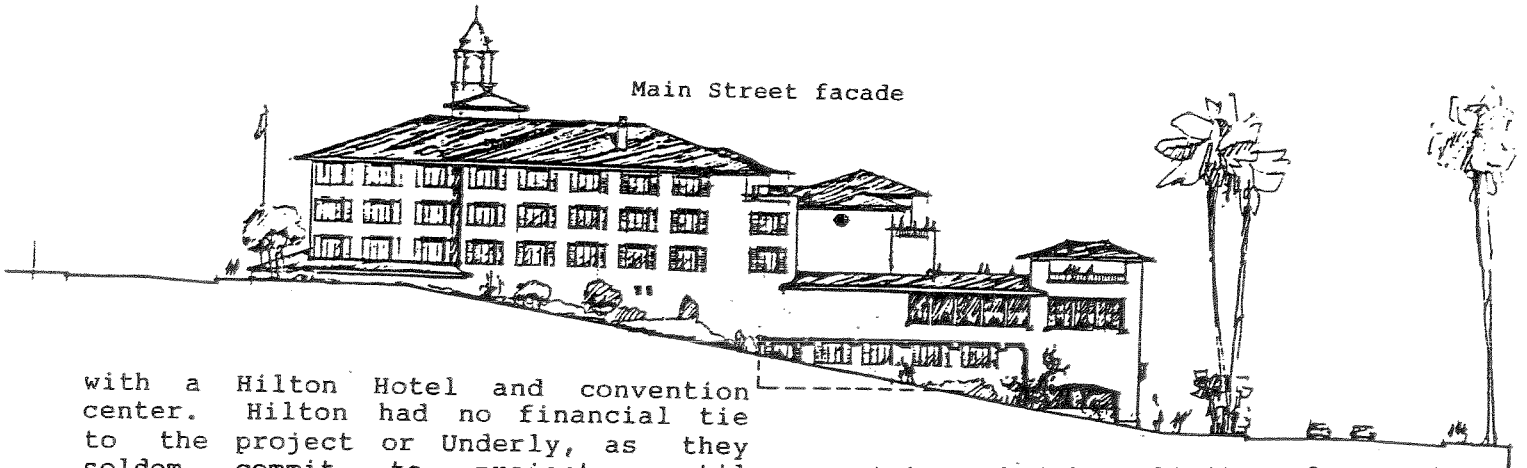 Main Street facade
with a Hilton Hotel and convention
center. Hilton had no financial tie
to the project or Underly, as they